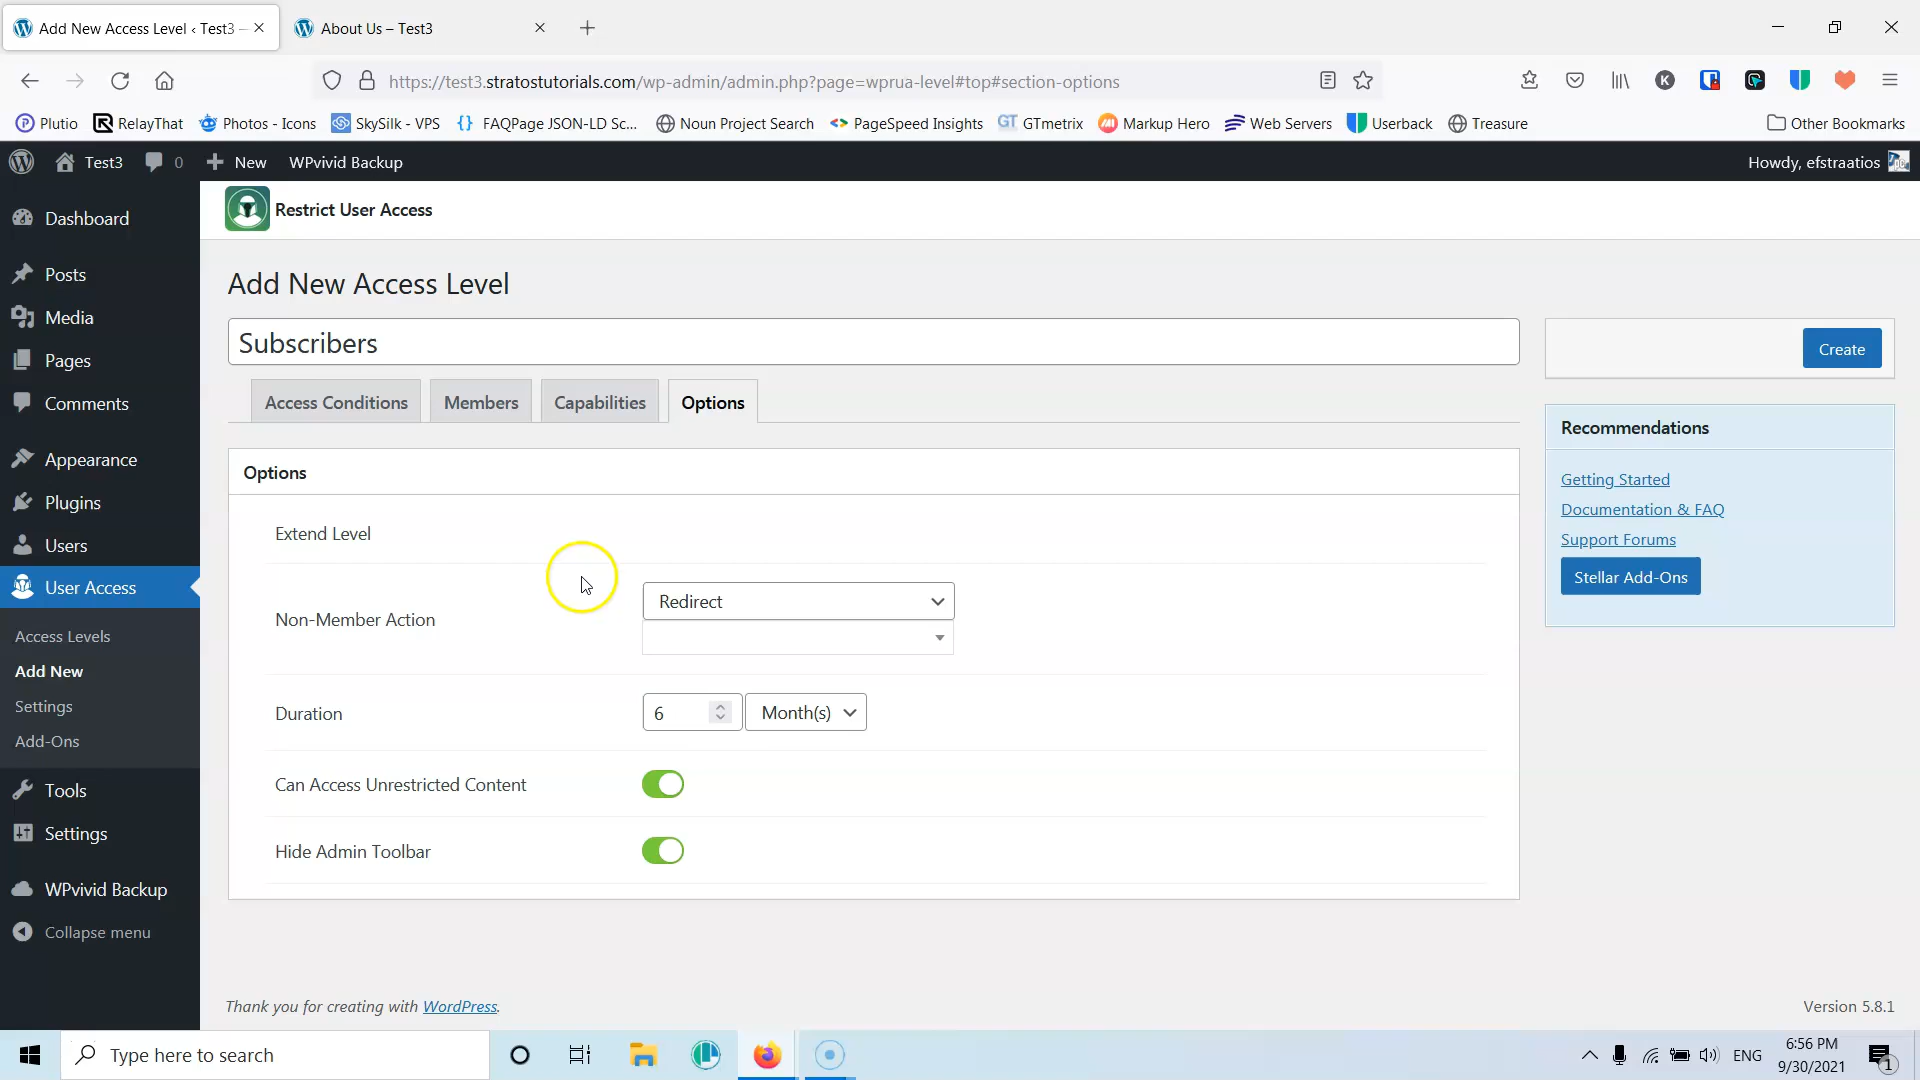 Add New Access Level ‹ Test3 —
About Us – Test3
https://test3.stratostutorials.com/wp-admin/admin.php?page=wprua-level#top#section-options
Plutio
RelayThat
Photos - Icons
SkySilk - VPS
FAQPage JSON-LD Sc...
Noun Project Search
PageSpeed Insights
GTmetrix
Markup Hero
Web Servers
Userback
Treasure
Other Bookmarks
Test3
0
New
WPvivid Backup
Howdy, efstraatios
Dashboard
Posts
Media
Pages
Comments
Appearance
Plugins
Users
User Access
Access Levels
Add New
Settings
Add-Ons
Tools
Settings
WPvivid Backup
Collapse menu
Restrict User Access
Add New Access Level
Subscribers
Create
Access Conditions
Members
Capabilities
Options
Options
Extend Level
Non-Member Action
Redirect
Duration
6
Month(s)
Can Access Unrestricted Content
Hide Admin Toolbar
Recommendations
Getting Started
Documentation & FAQ
Support Forums
Stellar Add-Ons
Thank you for creating with WordPress.
Version 5.8.1
Type here to search
ENG
6:56 PM
9/30/2021
1